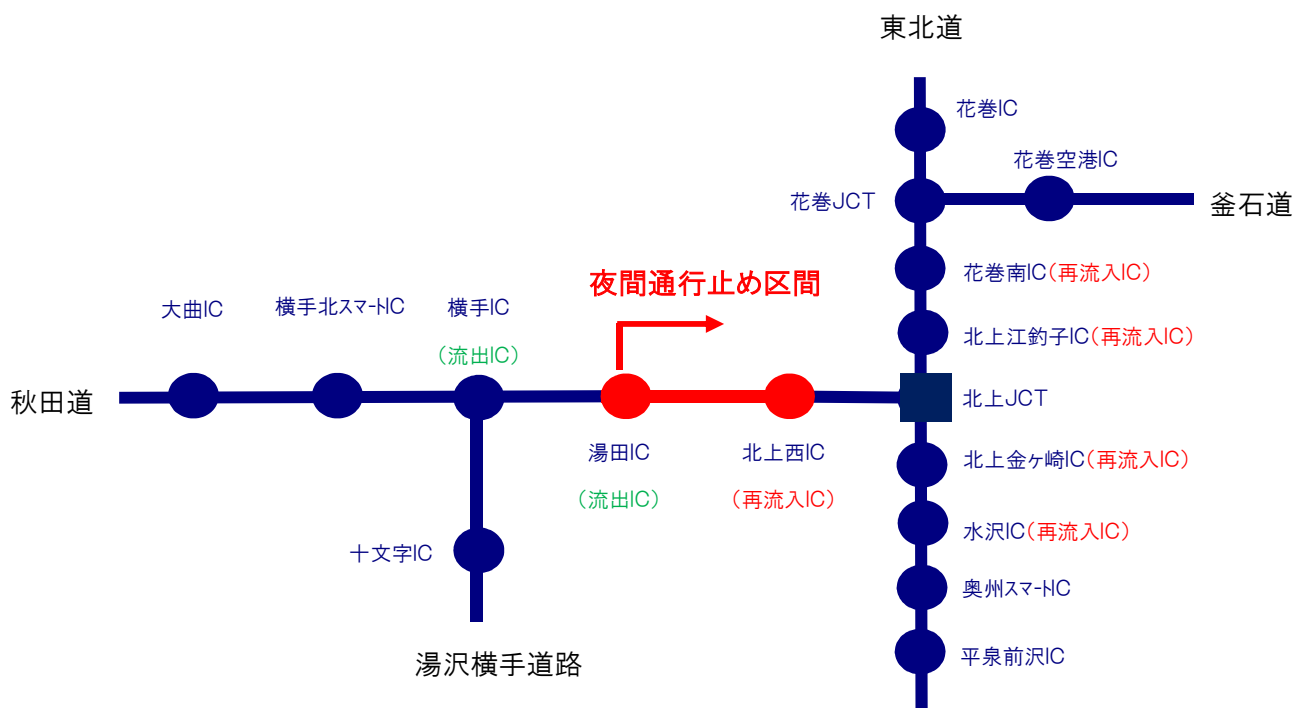 東北道
花巻IC
花巻空港IC
花巻JCT
釜石道
花巻南IC(再流入IC)
夜間通行止め区間
大曲IC
横手北スマートIC
横手IC
(流出IC)
北上江釣子IC(再流入IC)
秋田道
北上JCT
湯田IC
(流出IC)
北上西IC
(再流入IC)
北上金ヶ崎IC(再流入IC)
水沢IC(再流入IC)
十文字IC
奥州スマートIC
湯沢横手道路
平泉前沢IC